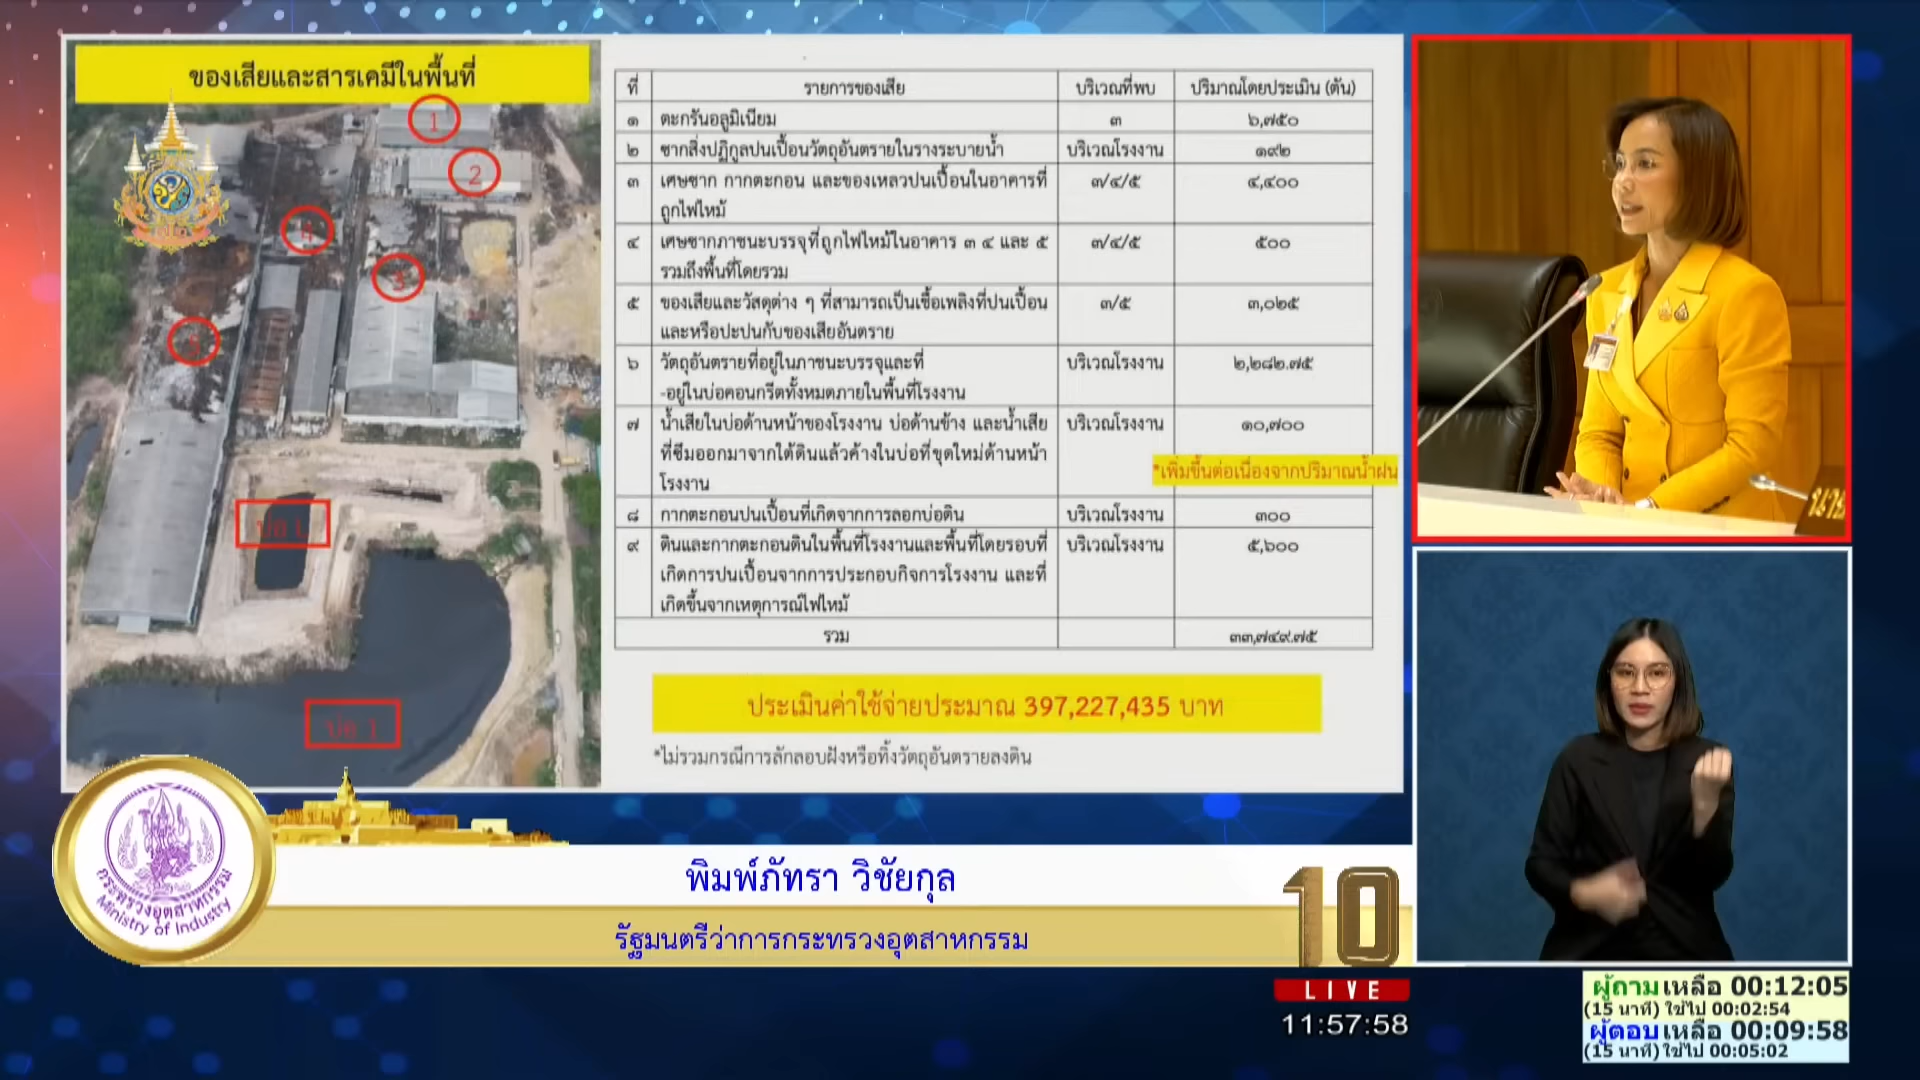 ของเสียและสารเคมีในพื้นที่
1
2
4
3
5
บ่อ 1
ที่ รายการของเสีย บริเวณที่พบ ปริมาณโดยประเมิน (ตัน)
๑ ตะกรันอลูมิเนียม ๓ ๖,๗๕๐
๒ ซากสิ่งปฏิกูลปนเปื้อนวัตถุอันตรายในรางระบายน้ำ บริเวณโรงงาน ๑๙๒
๓ เศษซาก กากตะกอน และของเหลวปนเปื้อนในอาคารที่ ๓/๔/๕ ๔,๔๐๐
ถูกไฟไหม้
๔ เศษซากภาชนะบรรจุที่ถูกไฟไหม้ในอาคาร ๓ ๔ และ ๕ ๓/๔/๕ ๕๐๐
รวมถึงพื้นที่โดยรวม
๕ ของเสียและวัสดุต่าง ๆ ที่สามารถเป็นเชื้อเพลิงที่ปนเปื้อน ๓/๕ ๓,๐๒๕
และหรือปะปนกับของเสียอันตราย
๖ วัตถุอันตรายที่อยู่ในภาชนะบรรจุและที่ บริเวณโรงงาน ๒,๒๘๒.๗๕
-อยู่ในบ่อคอนกรีตทั้งหมดภายในพื้นที่โรงงาน
๗ น้ำเสียในบ่อด้านหน้าของโรงงาน บ่อด้านข้าง และน้ำเสีย บริเวณโรงงาน ๑๐,๗๐๐
ที่ซึมออกมาจากใต้ดินแล้วค้างในบ่อที่ขุดใหม่ด้านหน้า
*เพิ่มขึ้นต่อเนื่องจากปริมาณน้ำฝน
โรงงาน
๘ กากตะกอนปนเปื้อนที่เกิดจากการลอกบ่อดิน บริเวณโรงงาน ๓๐๐
๙ ดินและกากตะกอนดินในพื้นที่โรงงานและพื้นที่โดยรอบที่ บริเวณโรงงาน ๕,๖๐๐
เกิดการปนเปื้อนจากการประกอบกิจการโรงงาน และที่
เกิดขึ้นจากเหตุการณ์ไฟไหม้
รวม ๓๓,๗๔๙.๗๕
ประเมินค่าใช้จ่ายประมาณ 397,227,435 บาท
*ไม่รวมกรณีการลักลอบฝังหรือทิ้งวัตถุอันตรายลงดิน
กระทรวงอุตสาหกรรม
Ministry of Industry
พิมพ์ภัทรา วิชัยกุล
รัฐมนตรีว่าการกระทรวงอุตสาหกรรม
10
LIVE
11:57:58
ผู้ถามเหลือ 00:12:05
(15 นาที) ใช้ไป 00:02:54
ผู้ตอบเหลือ 00:09:58
(15 นาที) ใช้ไป 00:05:02